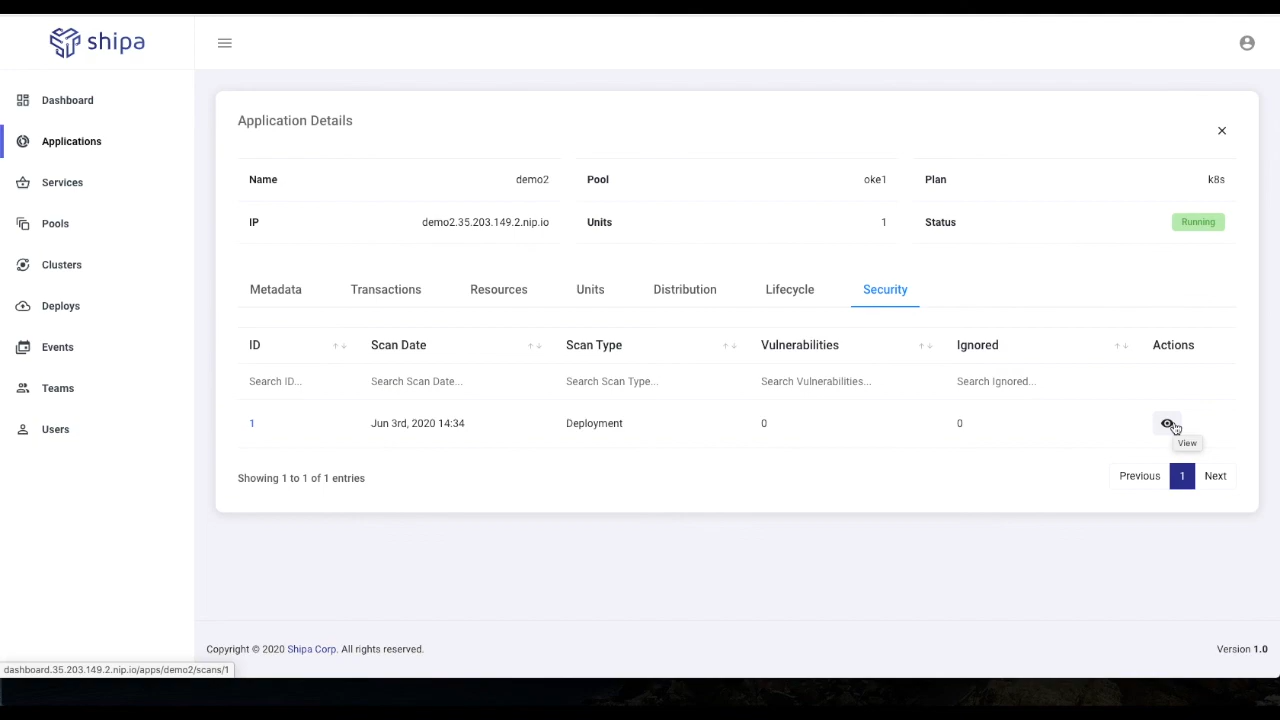 shipa
Dashboard
Applications
Services
Pools
Clusters
Deploys
Events
Teams
Users
Application Details
Name demo2 Pool oke1 Plan k8s
IP demo2.35.203.149.2.nip.io Units 1 Status Running
Metadata Transactions Resources Units Distribution Lifecycle Security
ID Scan Date Scan Type Vulnerabilities Ignored Actions
Search ID... Search Scan Date... Search Scan Type... Search Vulnerabilities... Search Ignored...
1 Jun 3rd, 2020 14:34 Deployment 0 0
View
Showing 1 to 1 of 1 entries Previous 1 Next
Copyright © 2020 Shipa Corp. All rights reserved. Version 1.0
dashboard.35.203.149.2.nip.io/apps/demo2/scans/1